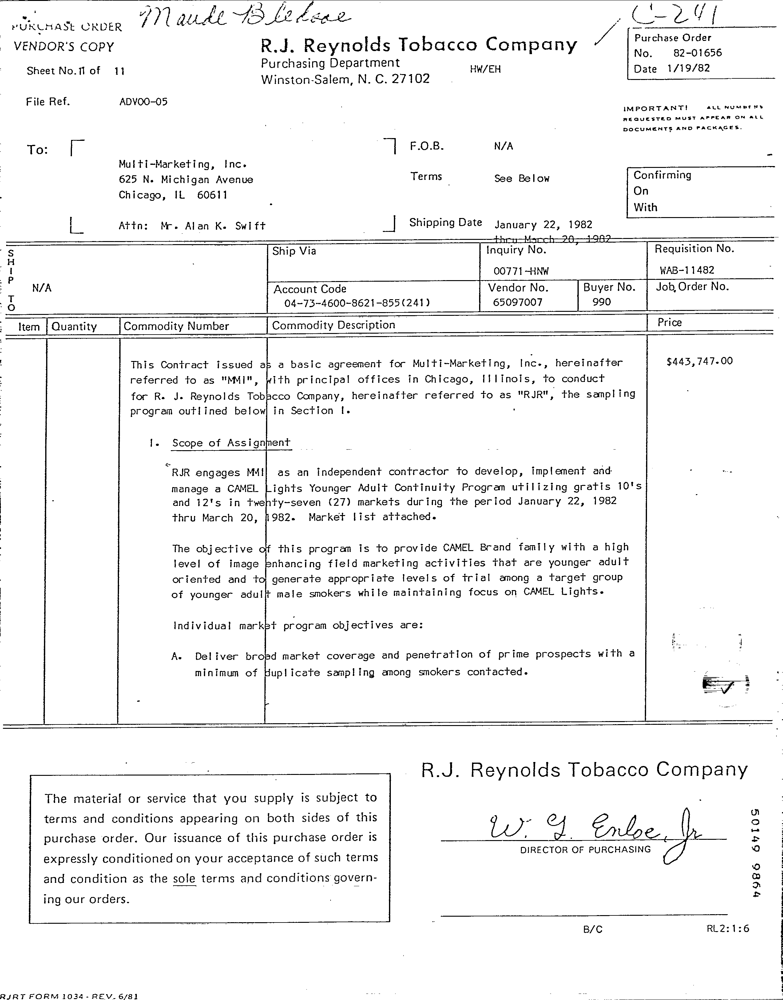 Maude Bledsoe
C-241
PURCHASE ORDER
VENDOR'S COPY
Sheet No. 1 of 11
R.J. Reynolds Tobacco Company
Purchasing Department
Winston-Salem, N. C. 27102
HW/EH
Purchase Order
No. 82-01656
Date 1/19/82
File Ref. ADV00-05
IMPORTANT! ALL NUMBERS
REQUESTED MUST APPEAR ON ALL
DOCUMENTS AND PACKAGES.
To:
Multi-Marketing, Inc.
625 N. Michigan Avenue
Chicago, IL 60611
Attn: Mr. Alan K. Swift
F.O.B. N/A
Terms See Below
Shipping Date January 22, 1982
thru March 20, 1982
Confirming
On
With
SHIP TO
N/A
Ship Via
Inquiry No.
00771-HNW
Requisition No.
WAB-11482
Account Code
04-73-4600-8621-855(241)
Vendor No.
65097007
Buyer No.
990
Job, Order No.
Item Quantity Commodity Number Commodity Description Price
This Contract issued as a basic agreement for Multi-Marketing, Inc., hereinafter $443,747.00
referred to as "MMI", with principal offices in Chicago, Illinois, to conduct
for R. J. Reynolds Tobacco Company, hereinafter referred to as "RJR", the sampling
program outlined below in Section I.
I. Scope of Assignment
RJR engages MMI as an independent contractor to develop, implement and
manage a CAMEL Lights Younger Adult Continuity Program utilizing gratis 10's
and 12's in twenty-seven (27) markets during the period January 22, 1982
thru March 20, 1982. Market list attached.
The objective of this program is to provide CAMEL Brand family with a high
level of image enhancing field marketing activities that are younger adult
oriented and to generate appropriate levels of trial among a target group
of younger adult male smokers while maintaining focus on CAMEL Lights.
Individual market program objectives are:
A. Deliver broad market coverage and penetration of prime prospects with a
minimum of duplicate sampling among smokers contacted.
The material or service that you supply is subject to
terms and conditions appearing on both sides of this
purchase order. Our issuance of this purchase order is
expressly conditioned on your acceptance of such terms
and condition as the sole terms and conditions govern-
ing our orders.
R.J. Reynolds Tobacco Company
W. G. Enloe, Jr
DIRECTOR OF PURCHASING
B/C
RL2:1:6
50149 9864
RJRT FORM 1034 - REV. 6/81